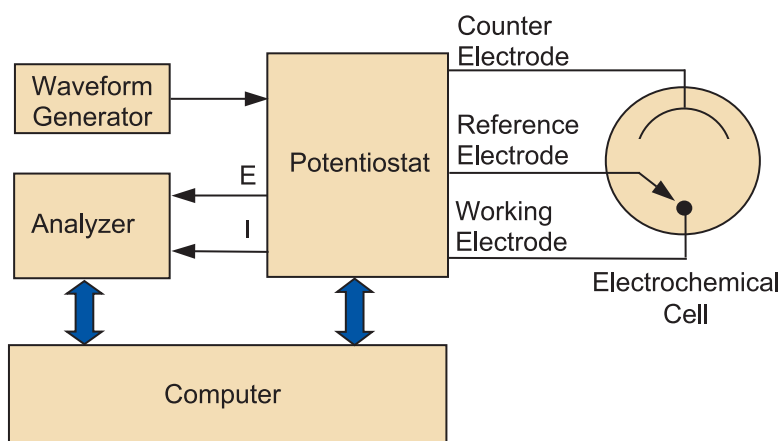 Counter
Electrode
Waveform
Generator
Reference
Electrode
Potentiostat
E
Analyzer
I
Working
Electrode
Electrochemical
Cell
Computer